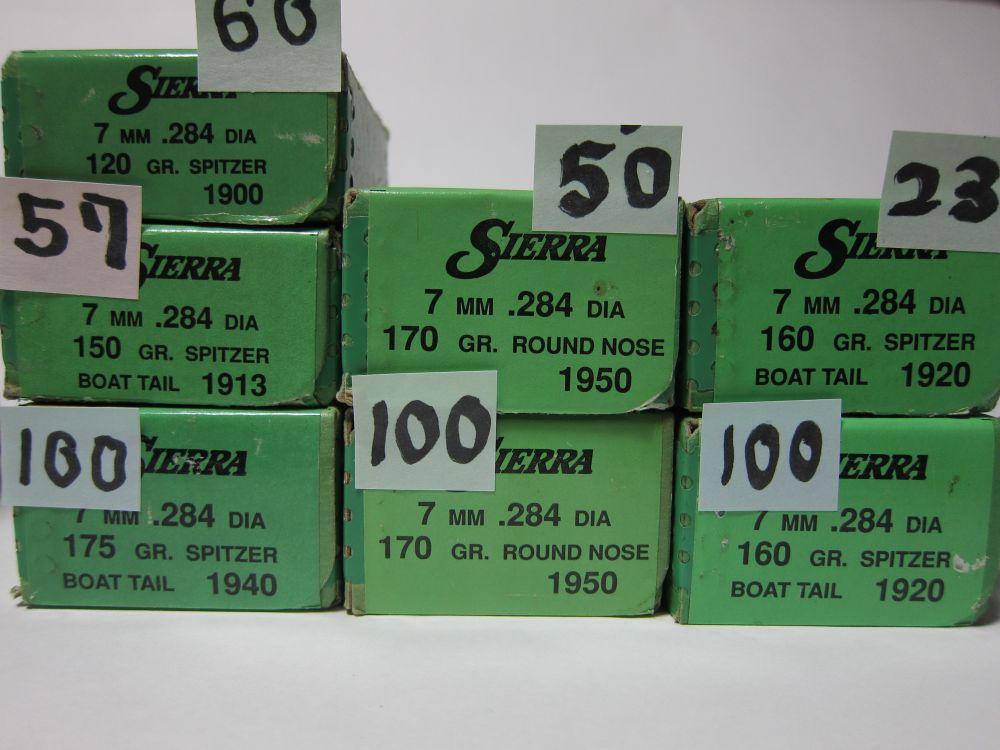 60
SIERRA
7 MM .284 DIA
120 GR. SPITZER
1900
57
SIERRA
7 MM .284 DIA
150 GR. SPITZER
BOAT TAIL 1913
100
SIERRA
7 MM .284 DIA
175 GR. SPITZER
BOAT TAIL 1940
50
SIERRA
7 MM .284 DIA
170 GR. ROUND NOSE
1950
100
SIERRA
7 MM .284 DIA
170 GR. ROUND NOSE
1950
23
SIERRA
7 MM .284 DIA
160 GR. SPITZER
BOAT TAIL 1920
100
SIERRA
7 MM .284 DIA
160 GR. SPITZER
BOAT TAIL 1920